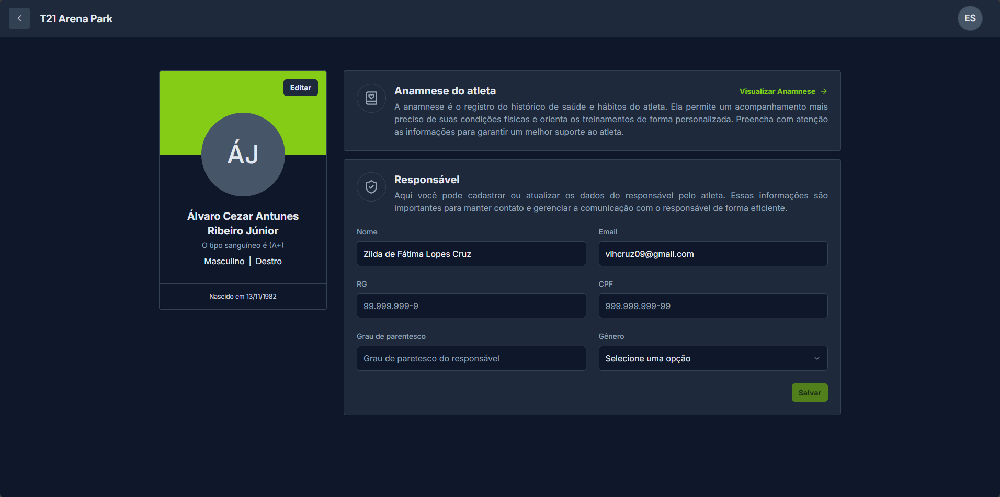 T21 Arena Park
ES
Editar
ÁJ
Álvaro Cezar Antunes
Ribeiro Júnior
O tipo sanguíneo é (A+)
Masculino | Destro
Nascido em 13/11/1982
Anamnese do atleta
Visualizar Anamnese →
A anamnese é o registro do histórico de saúde e hábitos do atleta. Ela permite um acompanhamento mais
preciso de suas condições físicas e orienta os treinamentos de forma personalizada. Preencha com atenção
as informações para garantir um melhor suporte ao atleta.
Responsável
Aqui você pode cadastrar ou atualizar os dados do responsável pelo atleta. Essas informações são
importantes para manter contato e gerenciar a comunicação com o responsável de forma eficiente.
Nome
Email
Zilda de Fátima Lopes Cruz
vihcruz09@gmail.com
RG
CPF
99.999.999-9
999.999.999-99
Grau de parentesco
Gênero
Grau de paretesco do responsável
Selecione uma opção
Salvar